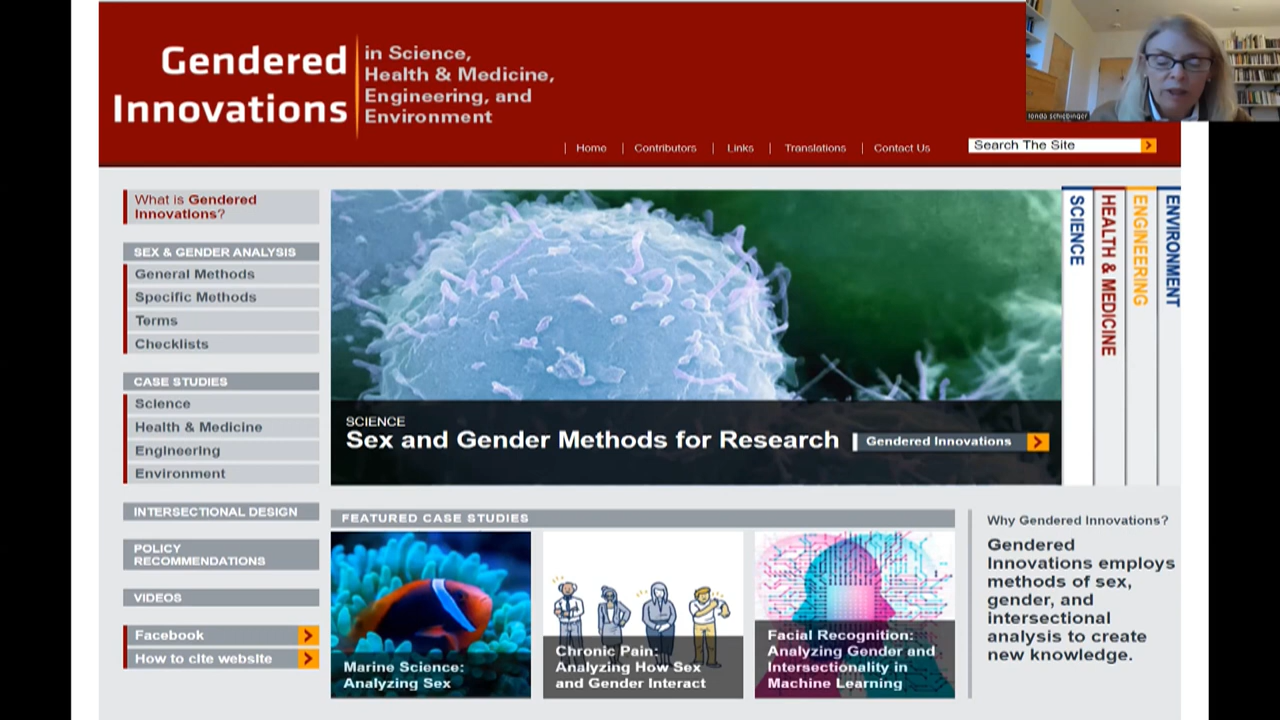 Gendered
Innovations
in Science,
Health & Medicine,
Engineering, and
Environment
Home
Contributors
Links
Translations
Contact Us
Search The Site
What is Gendered
Innovations?
SEX & GENDER ANALYSIS
General Methods
Specific Methods
Terms
Checklists
CASE STUDIES
Science
Health & Medicine
Engineering
Environment
INTERSECTIONAL DESIGN
POLICY
RECOMMENDATIONS
VIDEOS
Facebook
How to cite website
SCIENCE
Sex and Gender Methods for Research
Gendered Innovations
SCIENCE
HEALTH & MEDICINE
ENGINEERING
ENVIRONMENT
FEATURED CASE STUDIES
Marine Science:
Analyzing Sex
Chronic Pain:
Analyzing How Sex
and Gender Interact
Facial Recognition:
Analyzing Gender and
Intersectionality in
Machine Learning
Why Gendered Innovations?
Gendered
Innovations employs
methods of sex,
gender, and
intersectional
analysis to create
new knowledge.